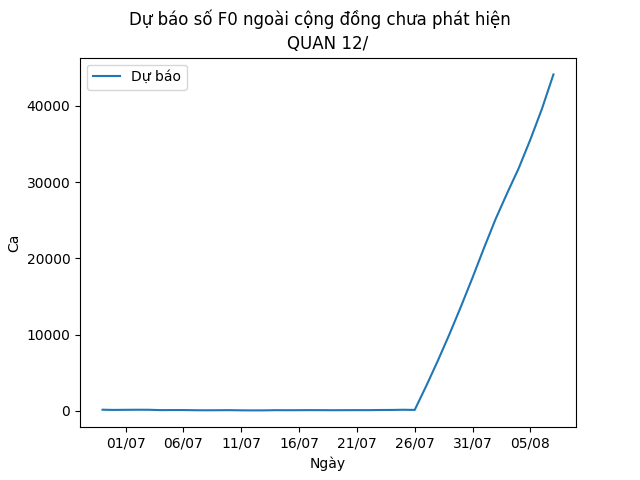 Dự báo số F0 ngoài cộng đồng chưa phát hiện
QUAN 12/
Dự báo
40000
30000
20000
10000
0
Ca
01/07 06/07 11/07 16/07 21/07 26/07 31/07 05/08
Ngày